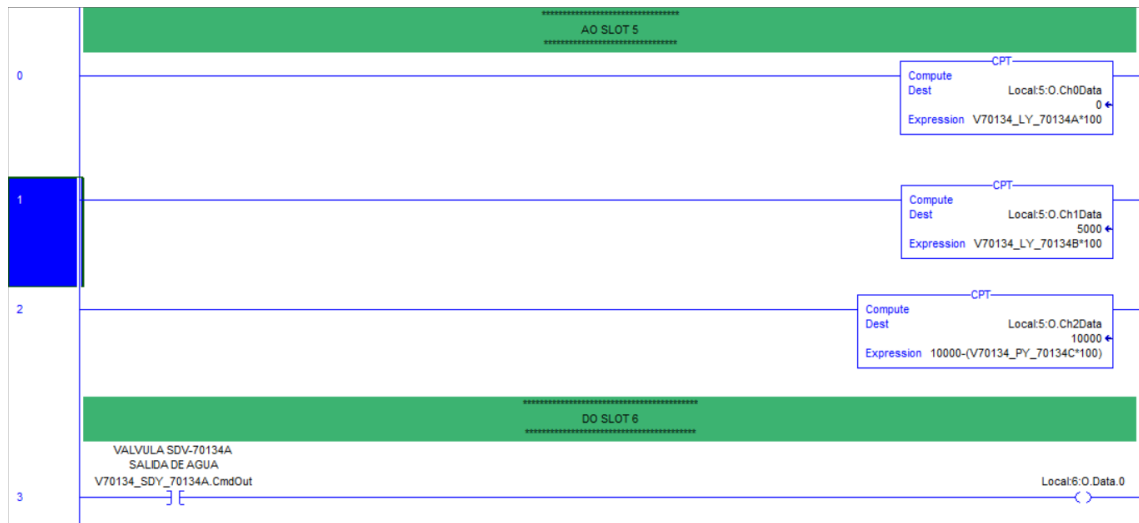 ********************************
AO SLOT 5
********************************
0
CPT
Compute
Dest Local:5:O.Ch0Data
0
Expression V70134_LY_70134A*100
1
CPT
Compute
Dest Local:5:O.Ch1Data
5000
Expression V70134_LY_70134B*100
2
CPT
Compute
Dest Local:5:O.Ch2Data
10000
Expression 10000-(V70134_PY_70134C*100)
*****************************************
DO SLOT 6
*****************************************
VALVULA SDV-70134A
SALIDA DE AGUA
V70134_SDY_70134A.CmdOut
Local:6:O.Data.0
3